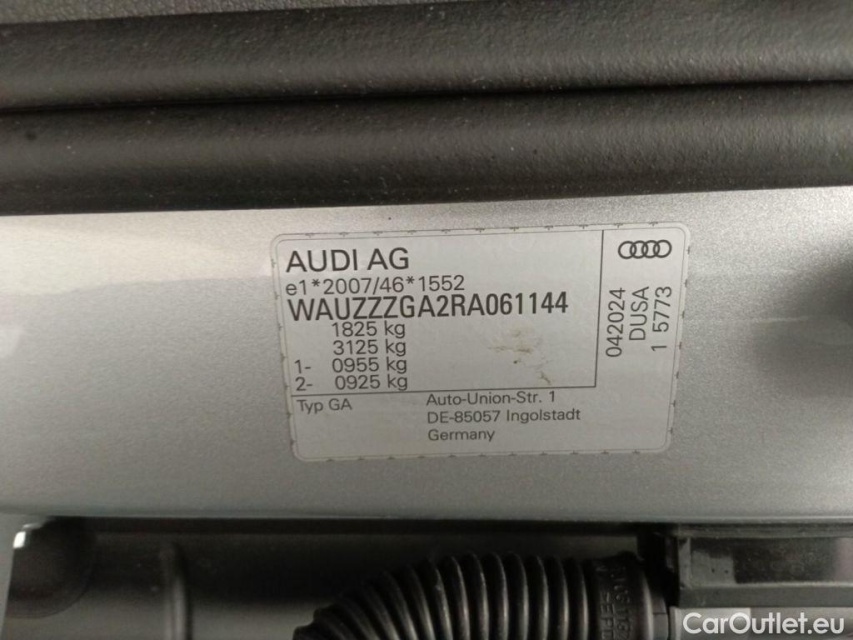 AUDI AG
e1*2007/46*1552
WAUZZZGA2RA061144
1825 kg
3125 kg
1- 0955 kg
2- 0925 kg
Typ GA
Auto-Union-Str. 1
DE-85057 Ingolstadt
Germany
042024
DUSA
1 5773
CarOutlet.eu